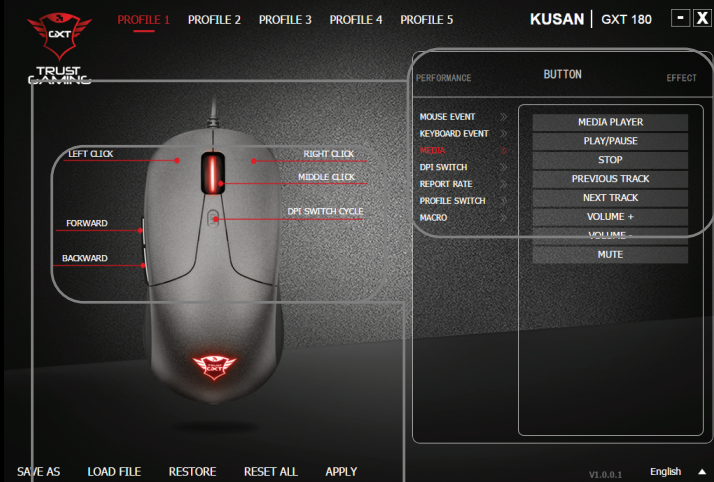 PROFILE 1 PROFILE 2 PROFILE 3 PROFILE 4 PROFILE 5
KUSAN GXT 180 - X
GXT
TRUST
GAMING
PERFORMANCE BUTTON EFFECT
LEFT CLICK
RIGHT CLICK
MIDDLE CLICK
DPI SWITCH CYCLE
FORWARD
BACKWARD
TRUST
GXT
MOUSE EVENT
KEYBOARD EVENT
MEDIA
DPI SWITCH
REPORT RATE
PROFILE SWITCH
MACRO
MEDIA PLAYER
PLAY/PAUSE
STOP
PREVIOUS TRACK
NEXT TRACK
VOLUME +
VOLUME -
MUTE
SAVE AS LOAD FILE RESTORE RESET ALL APPLY
V1.0.0.1 English